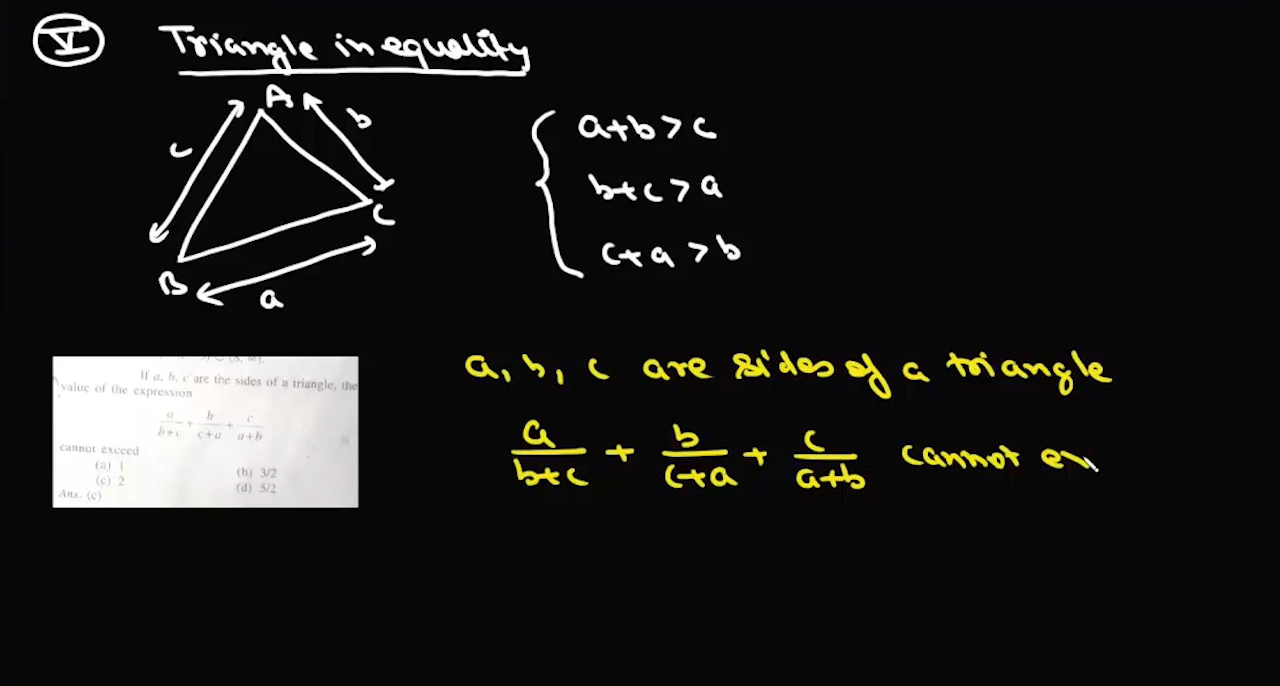 V Triangle inequality
A
b
c
C
B
a
a+b>c
b+c>a
c+a>b
a, b, c are sides of a triangle
a/(b+c) + b/(c+a) + c/(a+b) cannot ex
If a, b, c are the sides of a triangle, the
value of the expression
a/(b+c) + b/(c+a) + c/(a+b)
cannot exceed
(a) 1 (b) 3/2
(c) 2 (d) 5/2
Ans. (c)